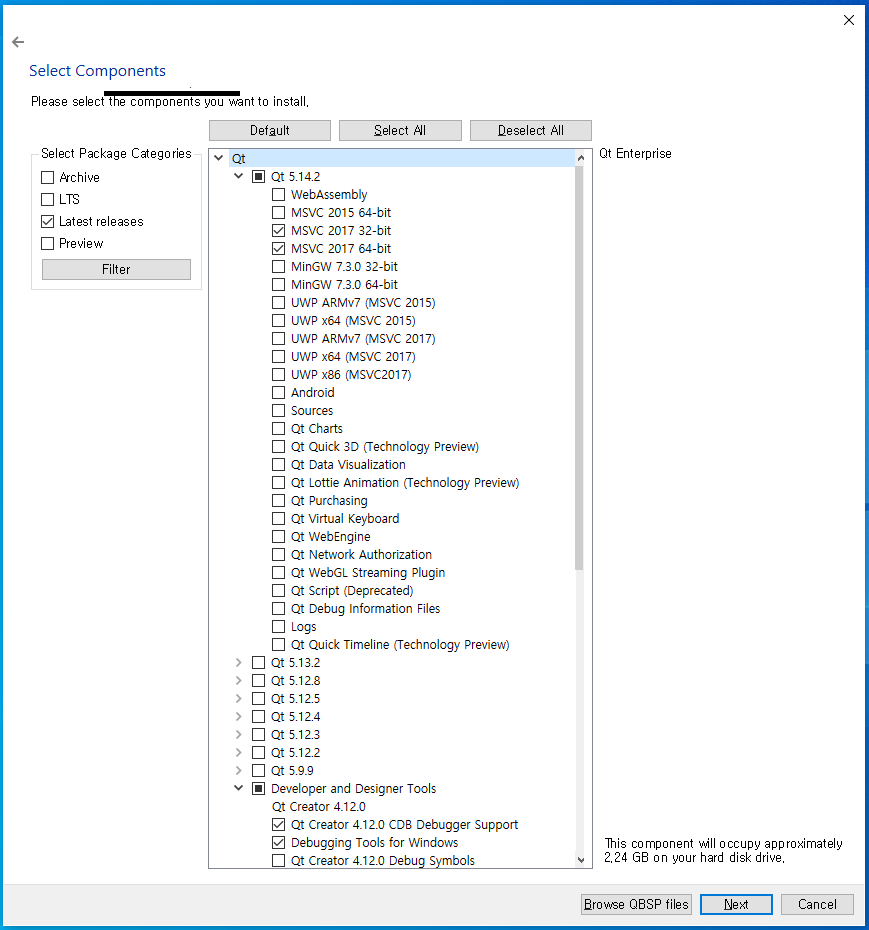 Select Components
Please select the components you want to install.
Default Select All Deselect All
Select Package Categories
Archive
LTS
Latest releases
Preview
Filter
Qt
Qt 5.14.2
WebAssembly
MSVC 2015 64-bit
MSVC 2017 32-bit
MSVC 2017 64-bit
MinGW 7.3.0 32-bit
MinGW 7.3.0 64-bit
UWP ARMv7 (MSVC 2015)
UWP x64 (MSVC 2015)
UWP ARMv7 (MSVC 2017)
UWP x64 (MSVC 2017)
UWP x86 (MSVC2017)
Android
Sources
Qt Charts
Qt Quick 3D (Technology Preview)
Qt Data Visualization
Qt Lottie Animation (Technology Preview)
Qt Purchasing
Qt Virtual Keyboard
Qt WebEngine
Qt Network Authorization
Qt WebGL Streaming Plugin
Qt Script (Deprecated)
Qt Debug Information Files
Logs
Qt Quick Timeline (Technology Preview)
Qt 5.13.2
Qt 5.12.8
Qt 5.12.5
Qt 5.12.4
Qt 5.12.3
Qt 5.12.2
Qt 5.9.9
Developer and Designer Tools
Qt Creator 4.12.0
Qt Creator 4.12.0 CDB Debugger Support
Debugging Tools for Windows
Qt Creator 4.12.0 Debug Symbols
Qt Enterprise
This component will occupy approximately
2.24 GB on your hard disk drive.
Browse QBSP files Next Cancel